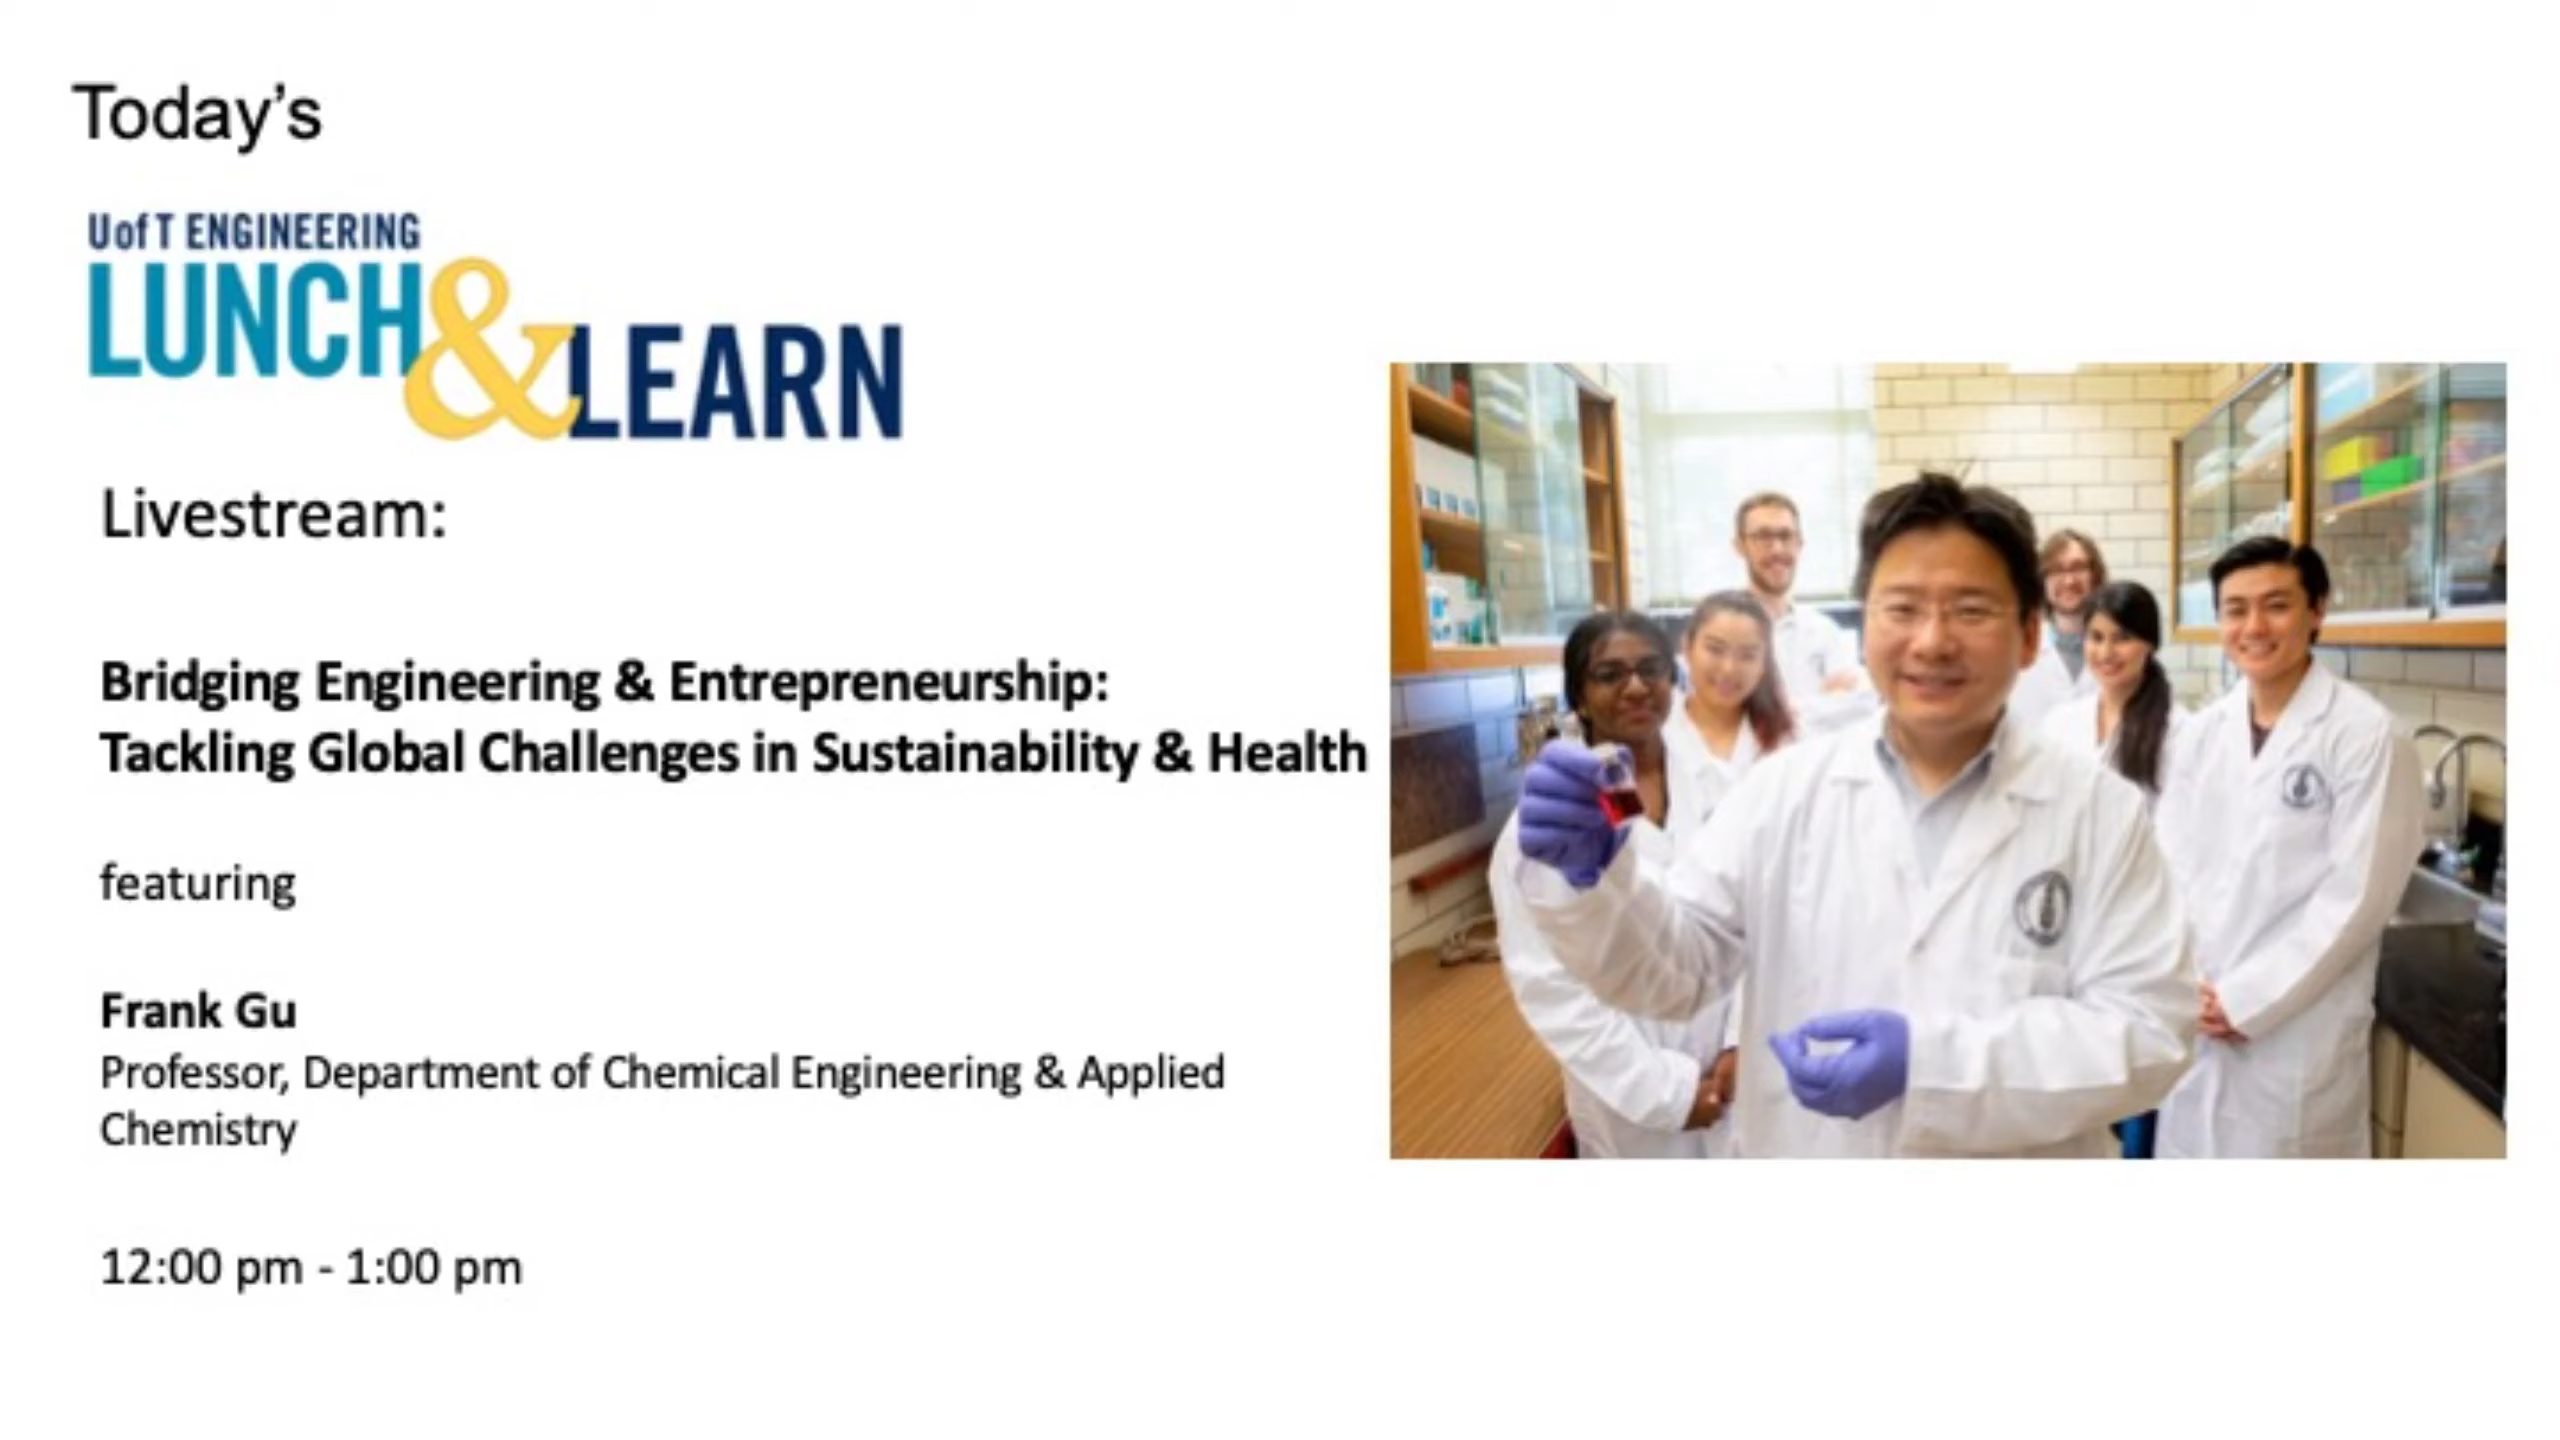 Today's
UofT ENGINEERING
LUNCH&LEARN
Livestream:
Bridging Engineering & Entrepreneurship:
Tackling Global Challenges in Sustainability & Health
featuring
Frank Gu
Professor, Department of Chemical Engineering & Applied
Chemistry
12:00 pm - 1:00 pm